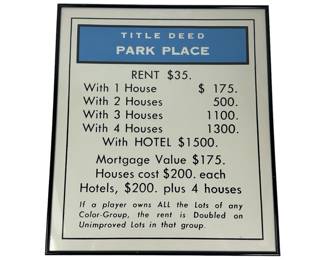 TITLE DEED
PARK PLACE
RENT $35.
With 1 House $ 175.
With 2 Houses 500.
With 3 Houses 1100.
With 4 Houses 1300.
With HOTEL $1500.
Mortgage Value $175.
Houses cost $200. each
Hotels, $200. plus 4 houses
If a player owns ALL the Lots of any
Color-Group, the rent is Doubled on
Unimproved Lots in that group.